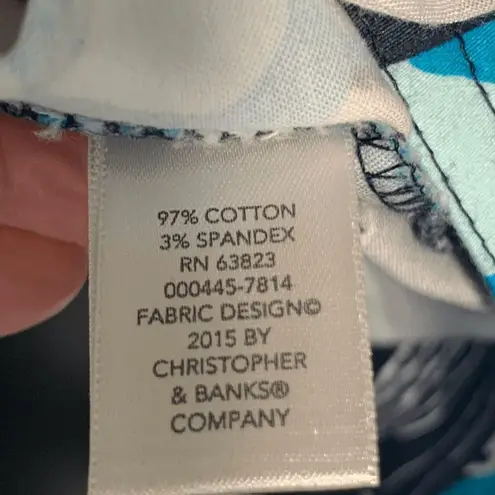 97% COTTON
3% SPANDEX
RN 63823
000445-7814
FABRIC DESIGN©
2015 BY
CHRISTOPHER
& BANKS®
COMPANY